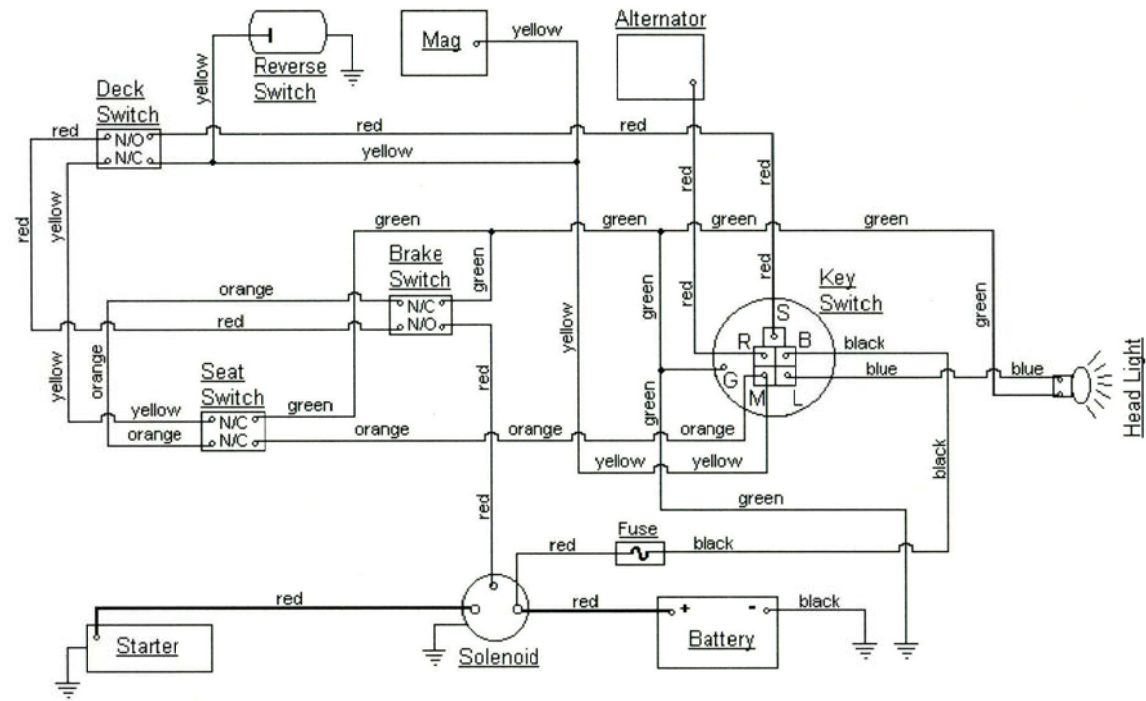 Alternator
Mag
yellow
Reverse
Switch
yellow
Deck
Switch
red
N/O
N/C
red
red
yellow
red
red
red
yellow
green
green
green
green
Brake
Switch
green
orange
N/C
N/O
red
green
red
red
Key
Switch
green
S
R
B
G
M
L
black
blue
blue
Head Light
yellow
orange
yellow
red
Seat
Switch
yellow
N/C
green
orange
N/C
orange
orange
orange
green
yellow
yellow
black
green
red
Fuse
red
black
red
red
Solenoid
Starter
+
-
Battery
black